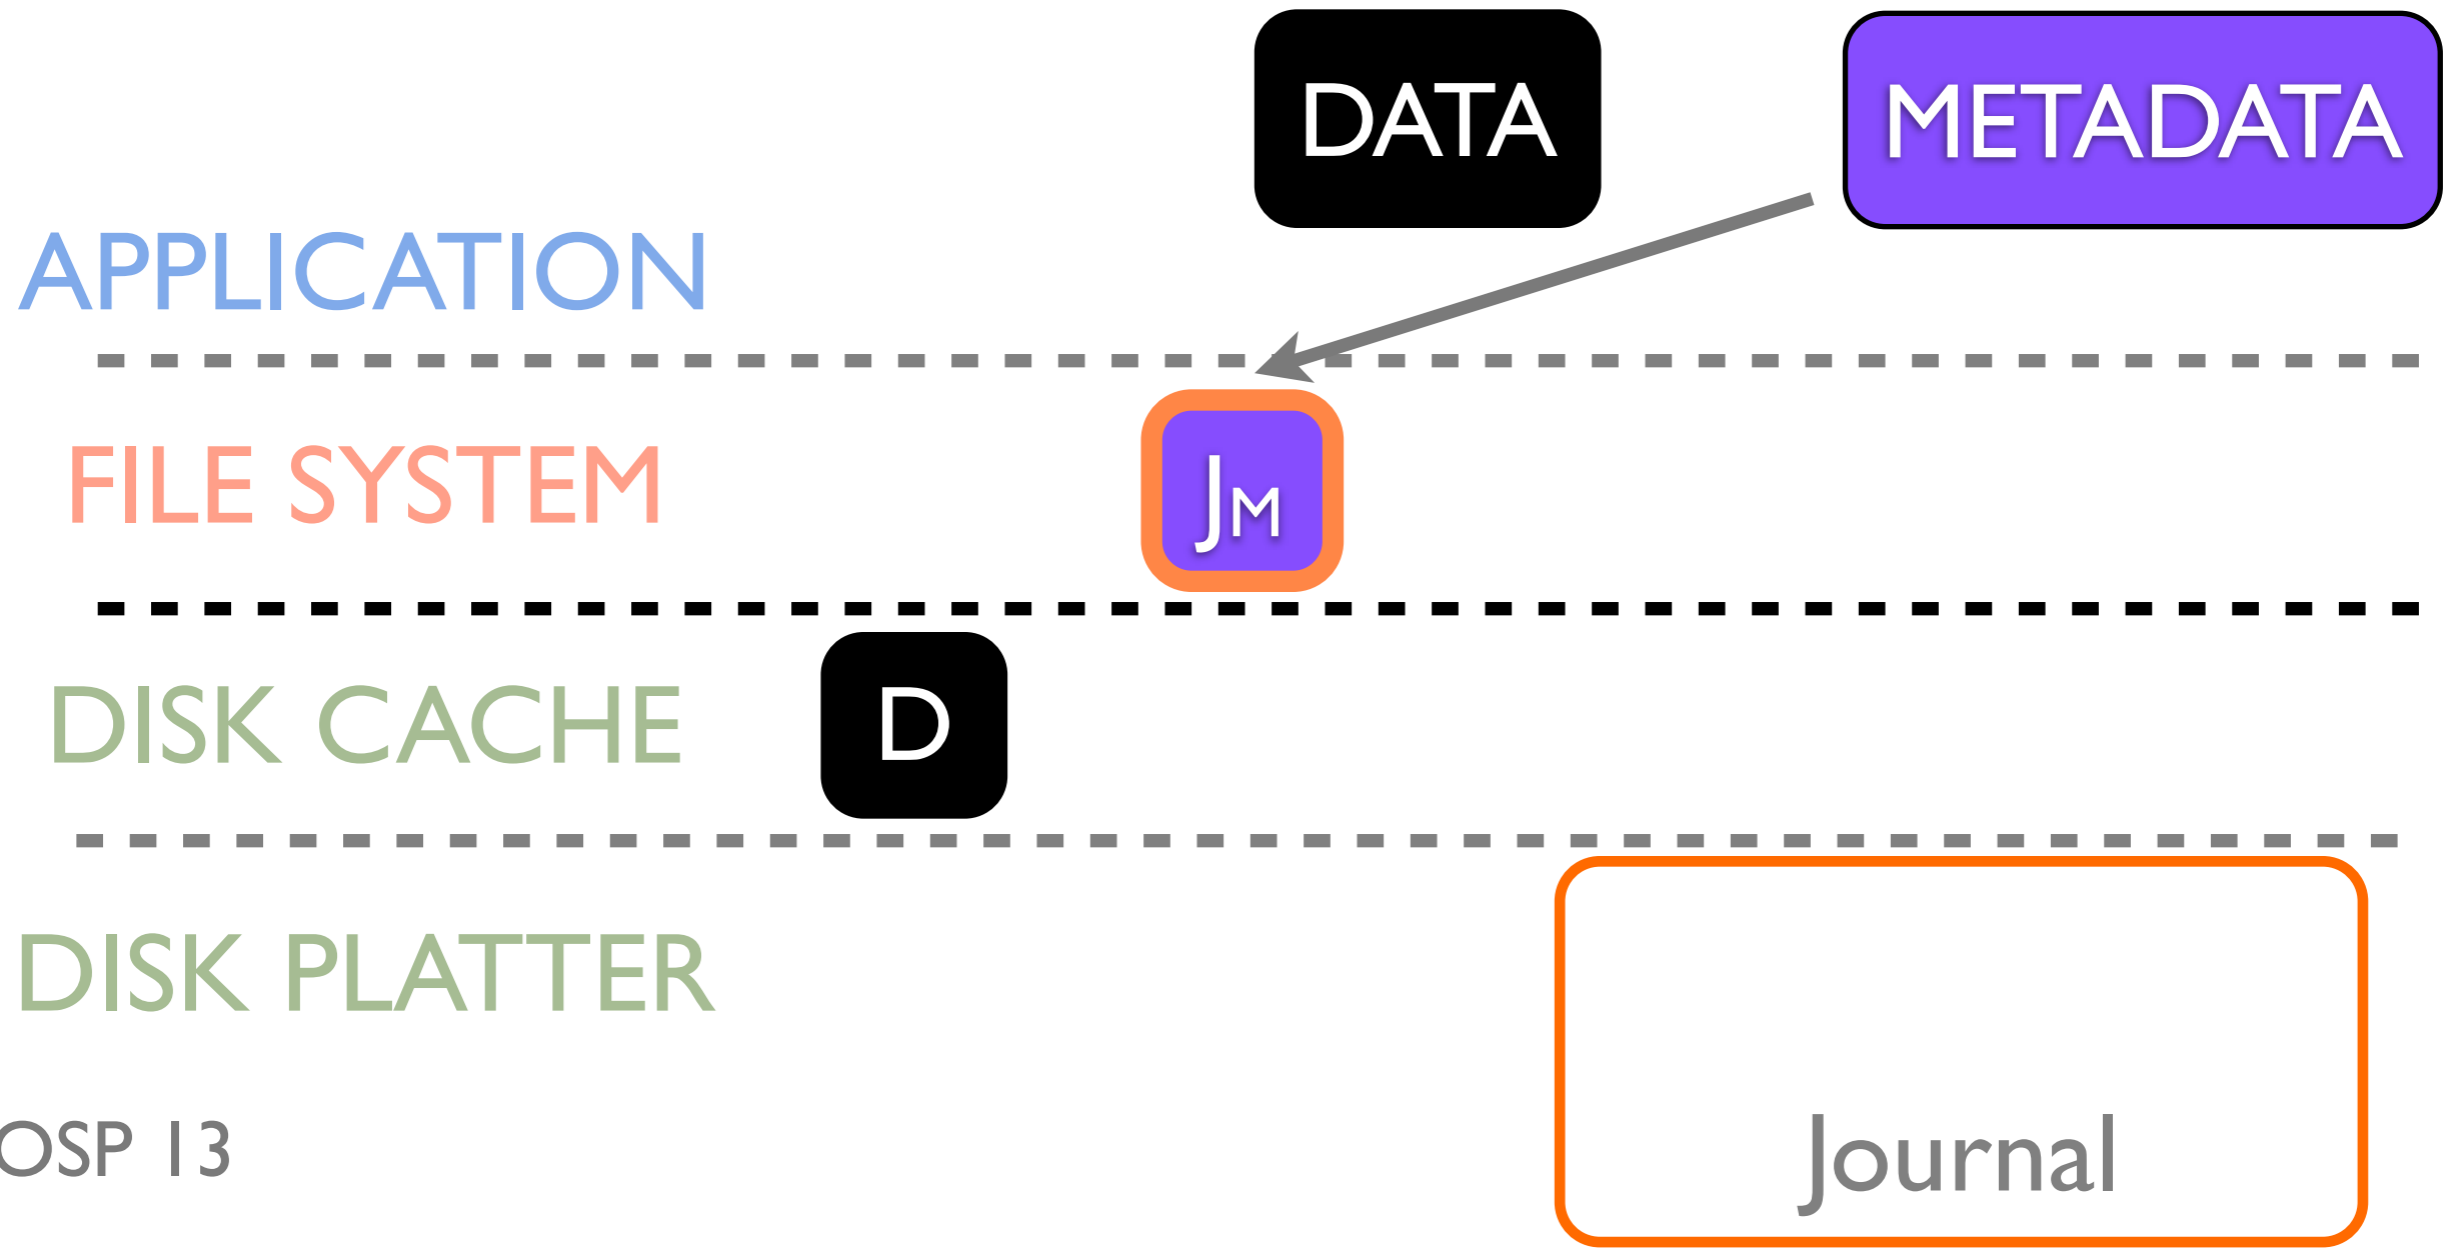 DATA
METADATA
APPLICATION
FILE SYSTEM
JM
DISK CACHE
D
DISK PLATTER
OSP 13
Journal